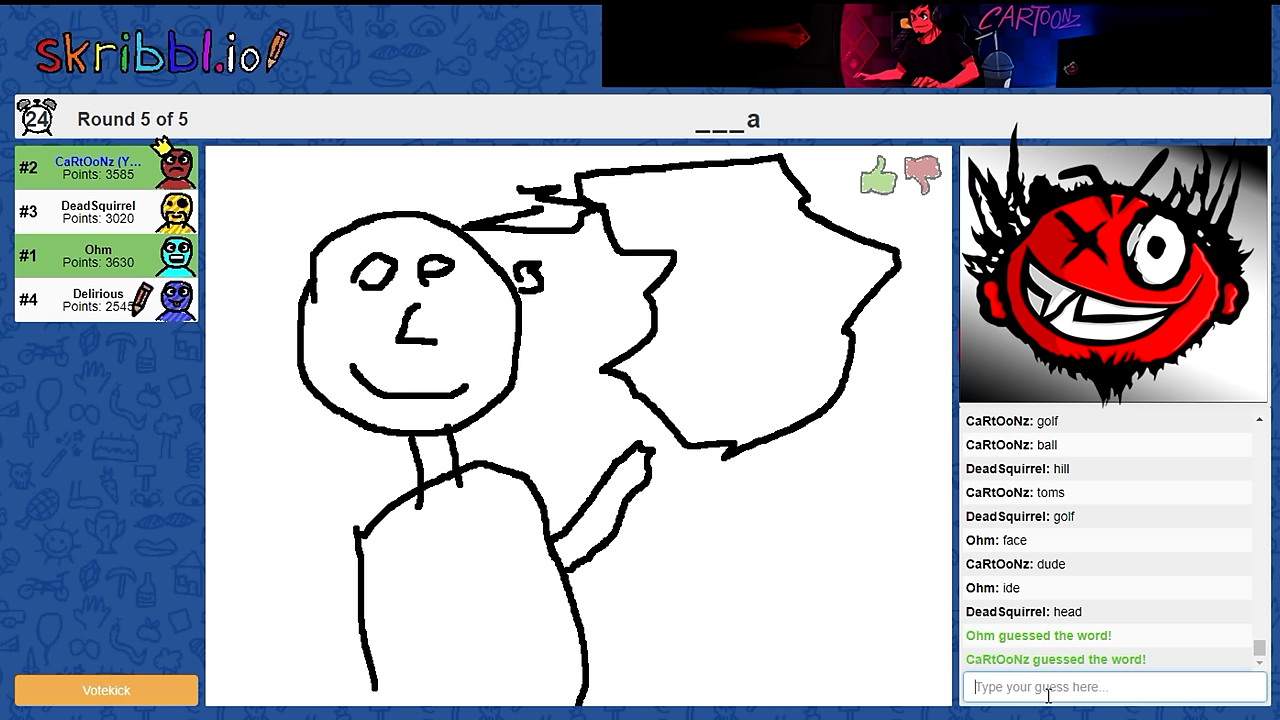 CARTOONZ
skribbl.io
24
Round 5 of 5
___a
#2
CaRtOoNz (Y...
Points: 3585
#3
DeadSquirrel
Points: 3020
#1
Ohm
Points: 3630
#4
Delirious
Points: 2545
CaRtOoNz: golf
CaRtOoNz: ball
DeadSquirrel: hill
CaRtOoNz: toms
DeadSquirrel: golf
Ohm: face
CaRtOoNz: dude
Ohm: ide
DeadSquirrel: head
Ohm guessed the word!
CaRtOoNz guessed the word!
Type your guess here...
Votekick